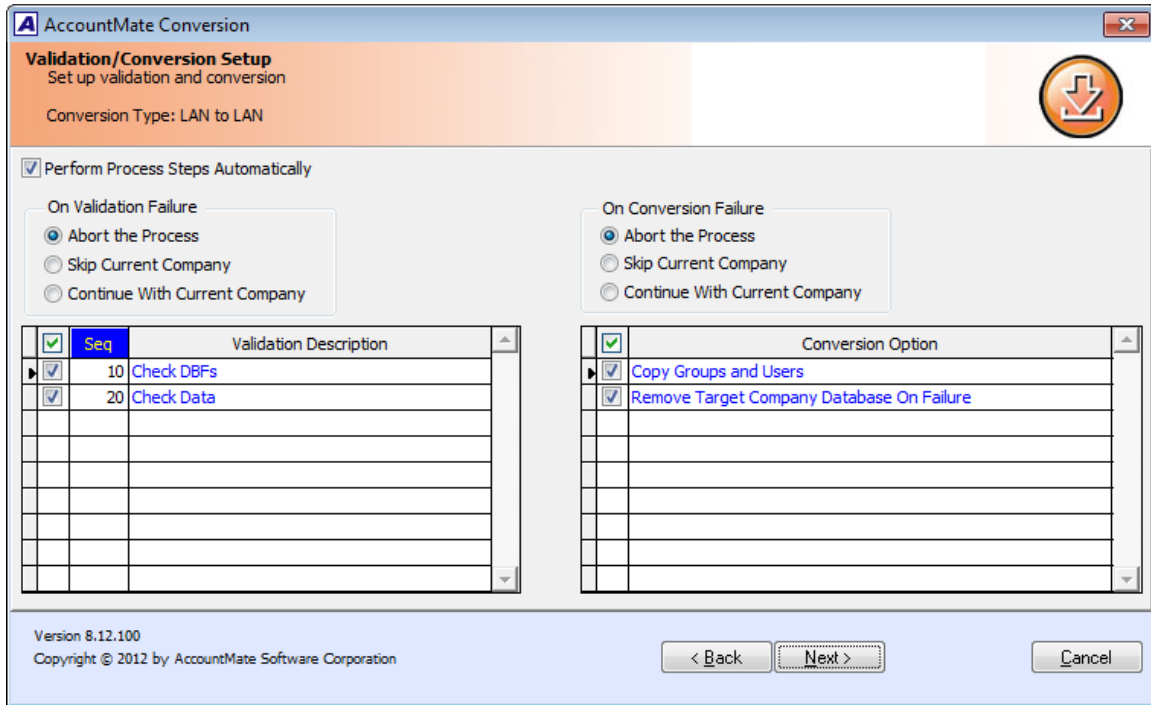 A AccountMate Conversion
Validation/Conversion Setup
Set up validation and conversion
Conversion Type: LAN to LAN
Perform Process Steps Automatically
On Validation Failure
Abort the Process
Skip Current Company
Continue With Current Company
On Conversion Failure
Abort the Process
Skip Current Company
Continue With Current Company
Seq Validation Description
10 Check DBFs
20 Check Data
Conversion Option
Copy Groups and Users
Remove Target Company Database On Failure
Version 8.12.100
Copyright © 2012 by AccountMate Software Corporation
< Back
Next >
Cancel